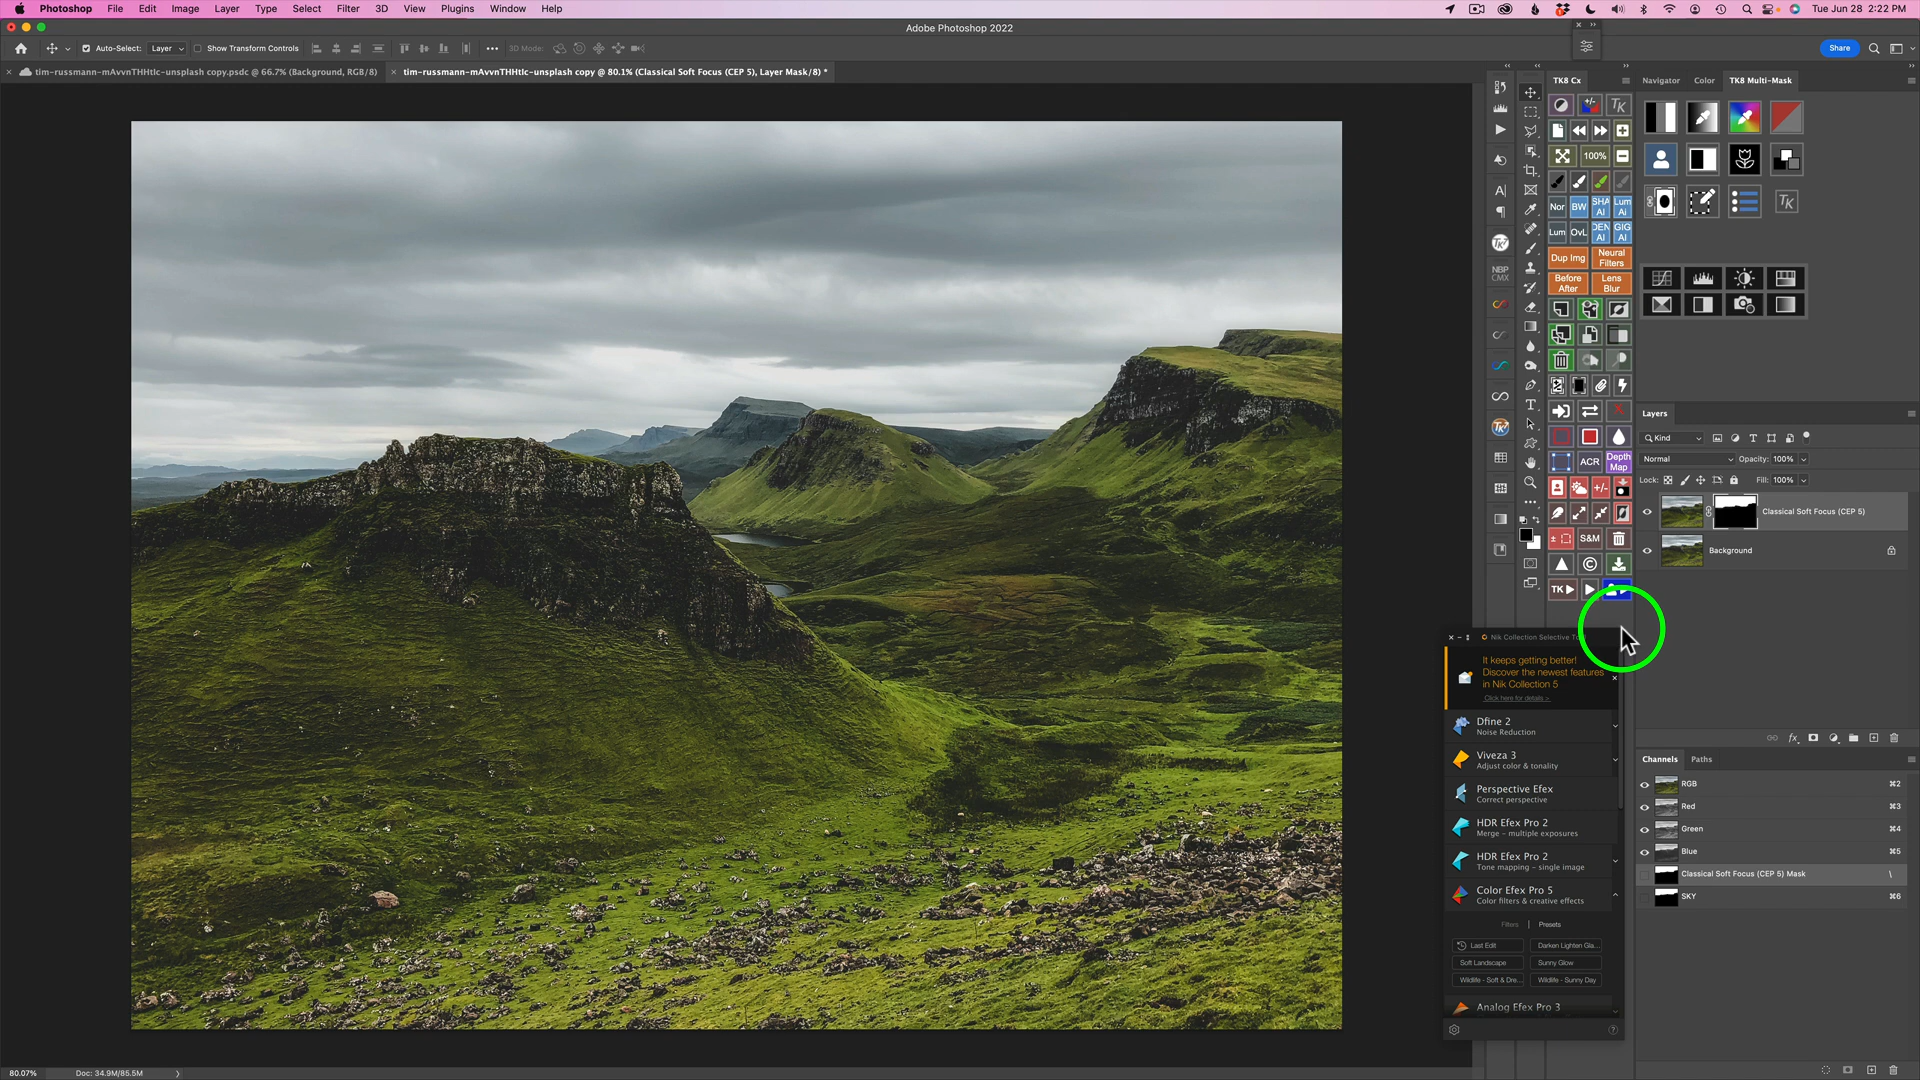 Photoshop File Edit Image Layer Type Select Filter 3D View Plugins Window Help
Tue Jun 28 2:22 PM
Adobe Photoshop 2022
Auto-Select: Layer Show Transform Controls
3D Mode:
Share
tim-russmann-mAvvnTHHtIc-unsplash copy.psdc @ 66.7% (Background, RGB/8)
tim-russmann-mAvvnTHHtIc-unsplash copy @ 80.1% (Classical Soft Focus (CEP 5), Layer Mask/8) *
TK8 Cx
Navigator Color TK8 Multi-Mask
TK
100%
Nor BW SHA AI Lum Ai
Lum OvL DEN AI GIG AI
Dup Img Neural Filters
Before After Lens Blur
NBP CMX
ACR Depth Map
S&M
TK
Layers
Kind
Normal Opacity: 100%
Lock: Fill: 100%
Classical Soft Focus (CEP 5)
Background
Nik Collection Selective T
It keeps getting better!
Discover the newest features
in Nik Collection 5
Click here for details >
Dfine 2
Noise Reduction
Viveza 3
Adjust color & tonality
Perspective Efex
Correct perspective
HDR Efex Pro 2
Merge - multiple exposures
HDR Efex Pro 2
Tone mapping - single image
Color Efex Pro 5
Color filters & creative effects
Filters | Presets
Last Edit Darken Lighten Gla...
Soft Landscape Sunny Glow
Wildlife - Soft & Dre... Wildlife - Sunny Day
Analog Efex Pro 3
Channels Paths
RGB ⌘2
Red ⌘3
Green ⌘4
Blue ⌘5
Classical Soft Focus (CEP 5) Mask \
SKY ⌘6
80.07% Doc: 34.9M/85.5M